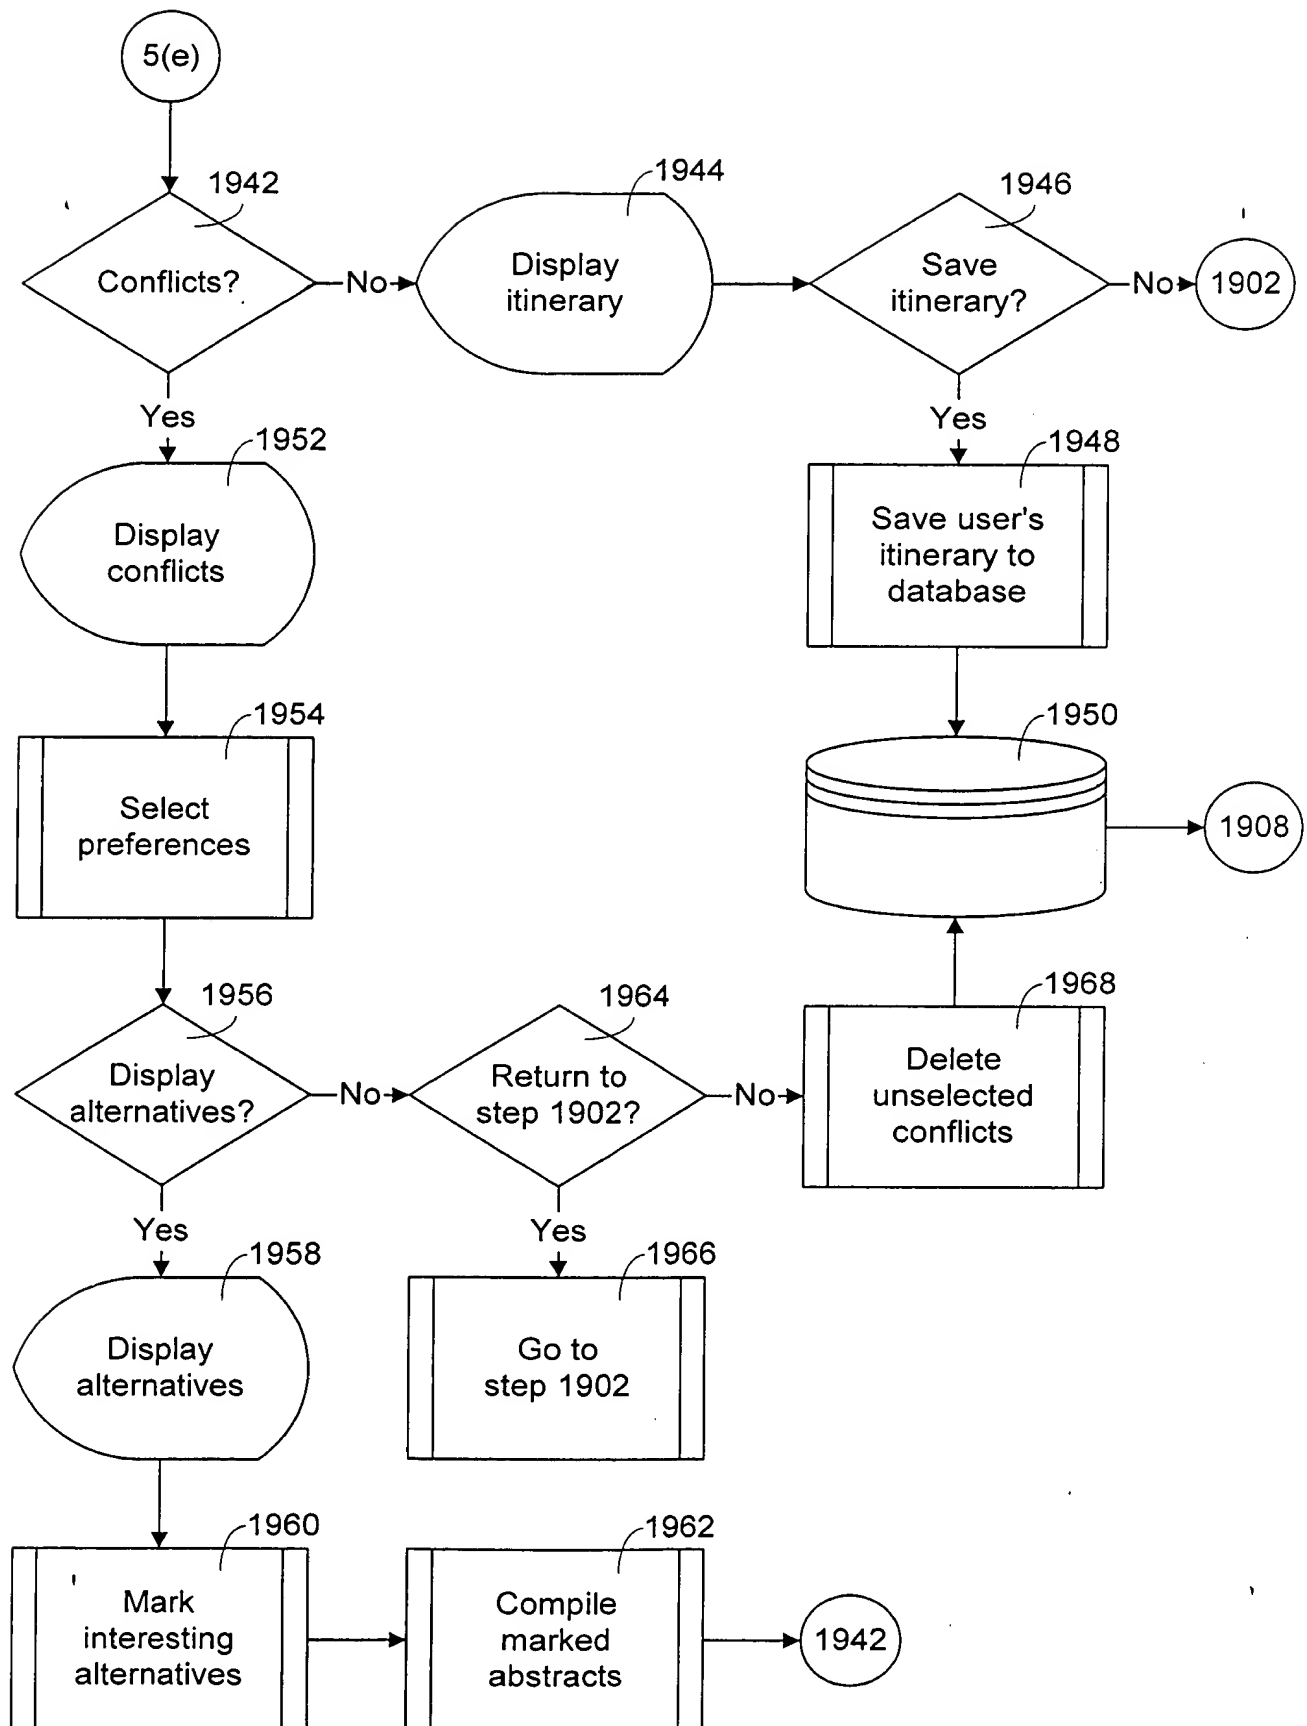 5(e)
1942
Conflicts?
No
1944
Display
itinerary
1946
Save
itinerary?
No
1902
Yes
1952
Display
conflicts
Yes
1948
Save user's
itinerary to
database
1954
Select
preferences
1950
1908
1956
Display
alternatives?
No
1964
Return to
step 1902?
No
1968
Delete
unselected
conflicts
Yes
1958
Display
alternatives
Yes
1966
Go to
step 1902
1960
Mark
interesting
alternatives
1962
Compile
marked
abstracts
1942